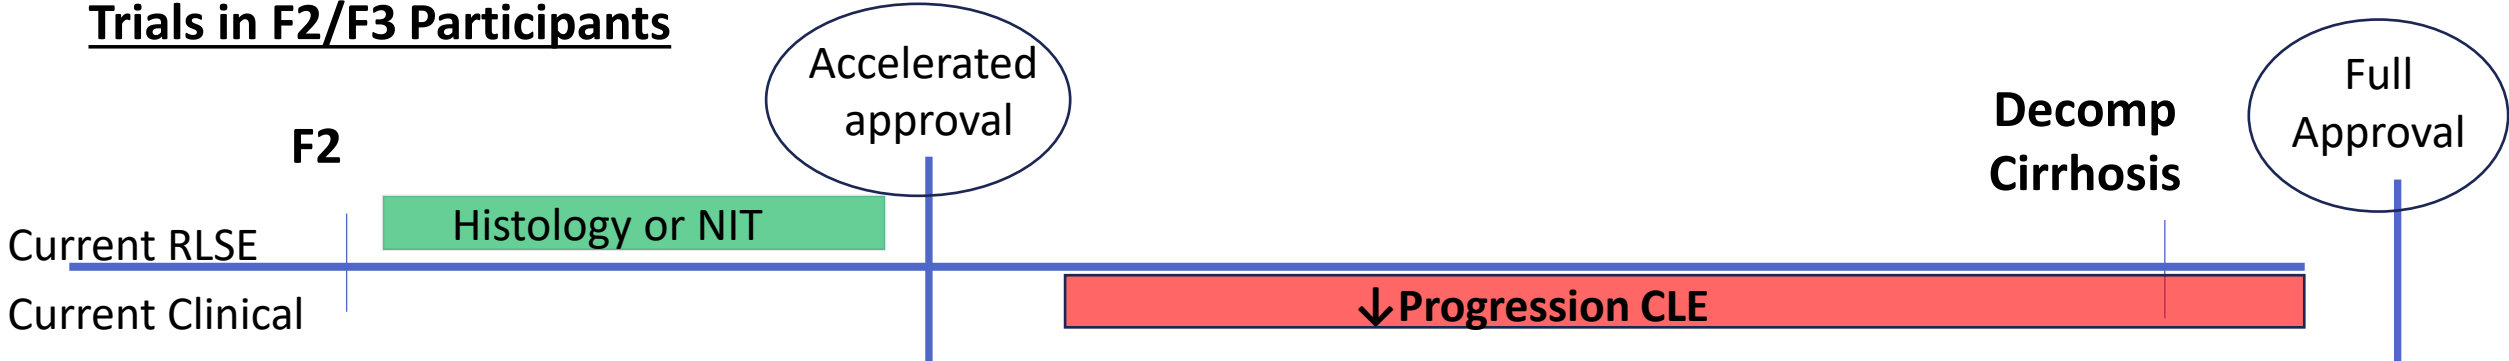 Trials in F2/F3 Participants
Accelerated
approval
Full
Approval
Decomp
Cirrhosis
F2
Histology or NIT
Current RLSE
Current Clinical
↓Progression CLE